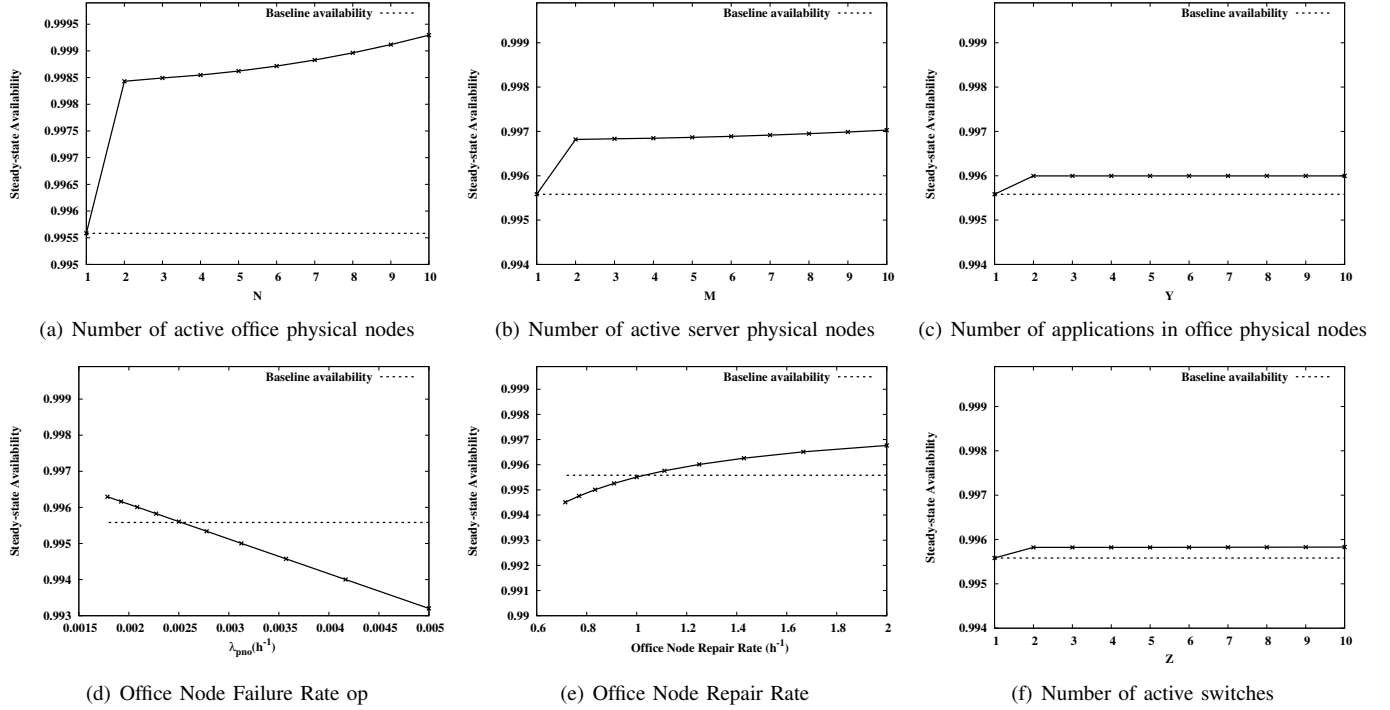 Baseline availability
Steady-state Availability
0.9995
0.999
0.9985
0.998
0.9975
0.997
0.9965
0.996
0.9955
0.995
1 2 3 4 5 6 7 8 9 10
N
(a) Number of active office physical nodes
Baseline availability
Steady-state Availability
0.999
0.998
0.997
0.996
0.995
0.994
1 2 3 4 5 6 7 8 9 10
M
(b) Number of active server physical nodes
Baseline availability
Steady-state Availability
0.999
0.998
0.997
0.996
0.995
0.994
1 2 3 4 5 6 7 8 9 10
Y
(c) Number of applications in office physical nodes
Baseline availability
Steady-state Availability
0.999
0.998
0.997
0.996
0.995
0.994
0.993
0.0015 0.002 0.0025 0.003 0.0035 0.004 0.0045 0.005
λpno(h-1)
(d) Office Node Failure Rate op
Baseline availability
Steady-state Availability
0.999
0.998
0.997
0.996
0.995
0.994
0.993
0.992
0.991
0.99
0.6 0.8 1 1.2 1.4 1.6 1.8 2
Office Node Repair Rate (h-1)
(e) Office Node Repair Rate
Baseline availability
Steady-state Availability
0.999
0.998
0.997
0.996
0.995
0.994
1 2 3 4 5 6 7 8 9 10
Z
(f) Number of active switches